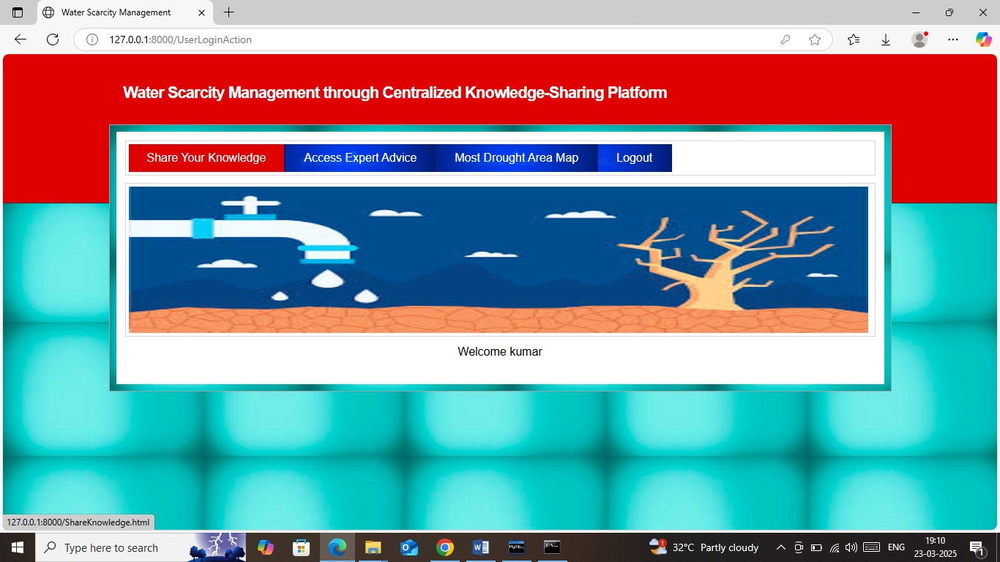 Water Scarcity Management
127.0.0.1:8000/UserLoginAction
Water Scarcity Management through Centralized Knowledge-Sharing Platform
Share Your Knowledge Access Expert Advice Most Drought Area Map Logout
Welcome kumar
127.0.0.1:8000/ShareKnowledge.html
Type here to search
1 32°C Partly cloudy ENG 19:10
23-03-2025 1